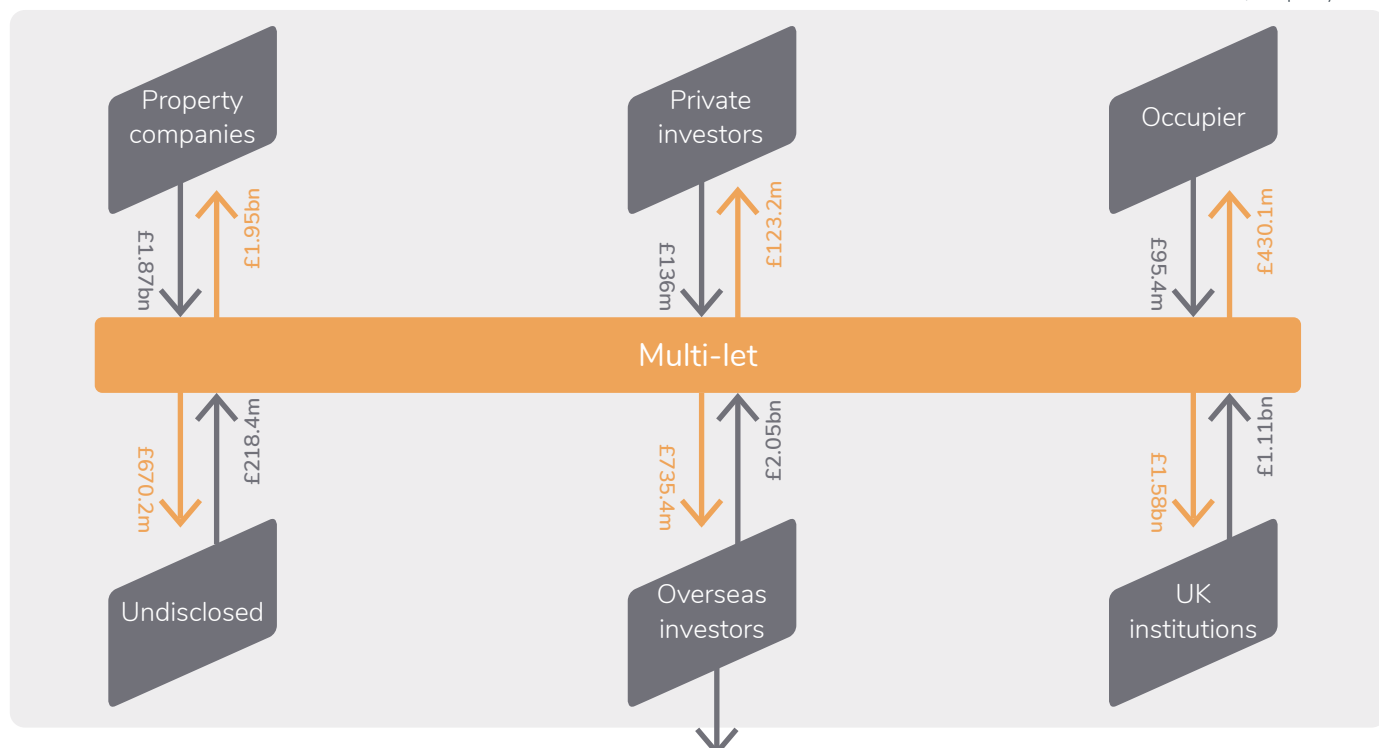 Property
companies
Private
investors
Occupier
£1.87bn
£1.95bn
£136m
£123.2m
£95.4m
£430.1m
Multi-let
£670.2m
£218.4m
£735.4m
£2.05bn
£1.58bn
£1.11bn
Undisclosed
Overseas
investors
UK
institutions